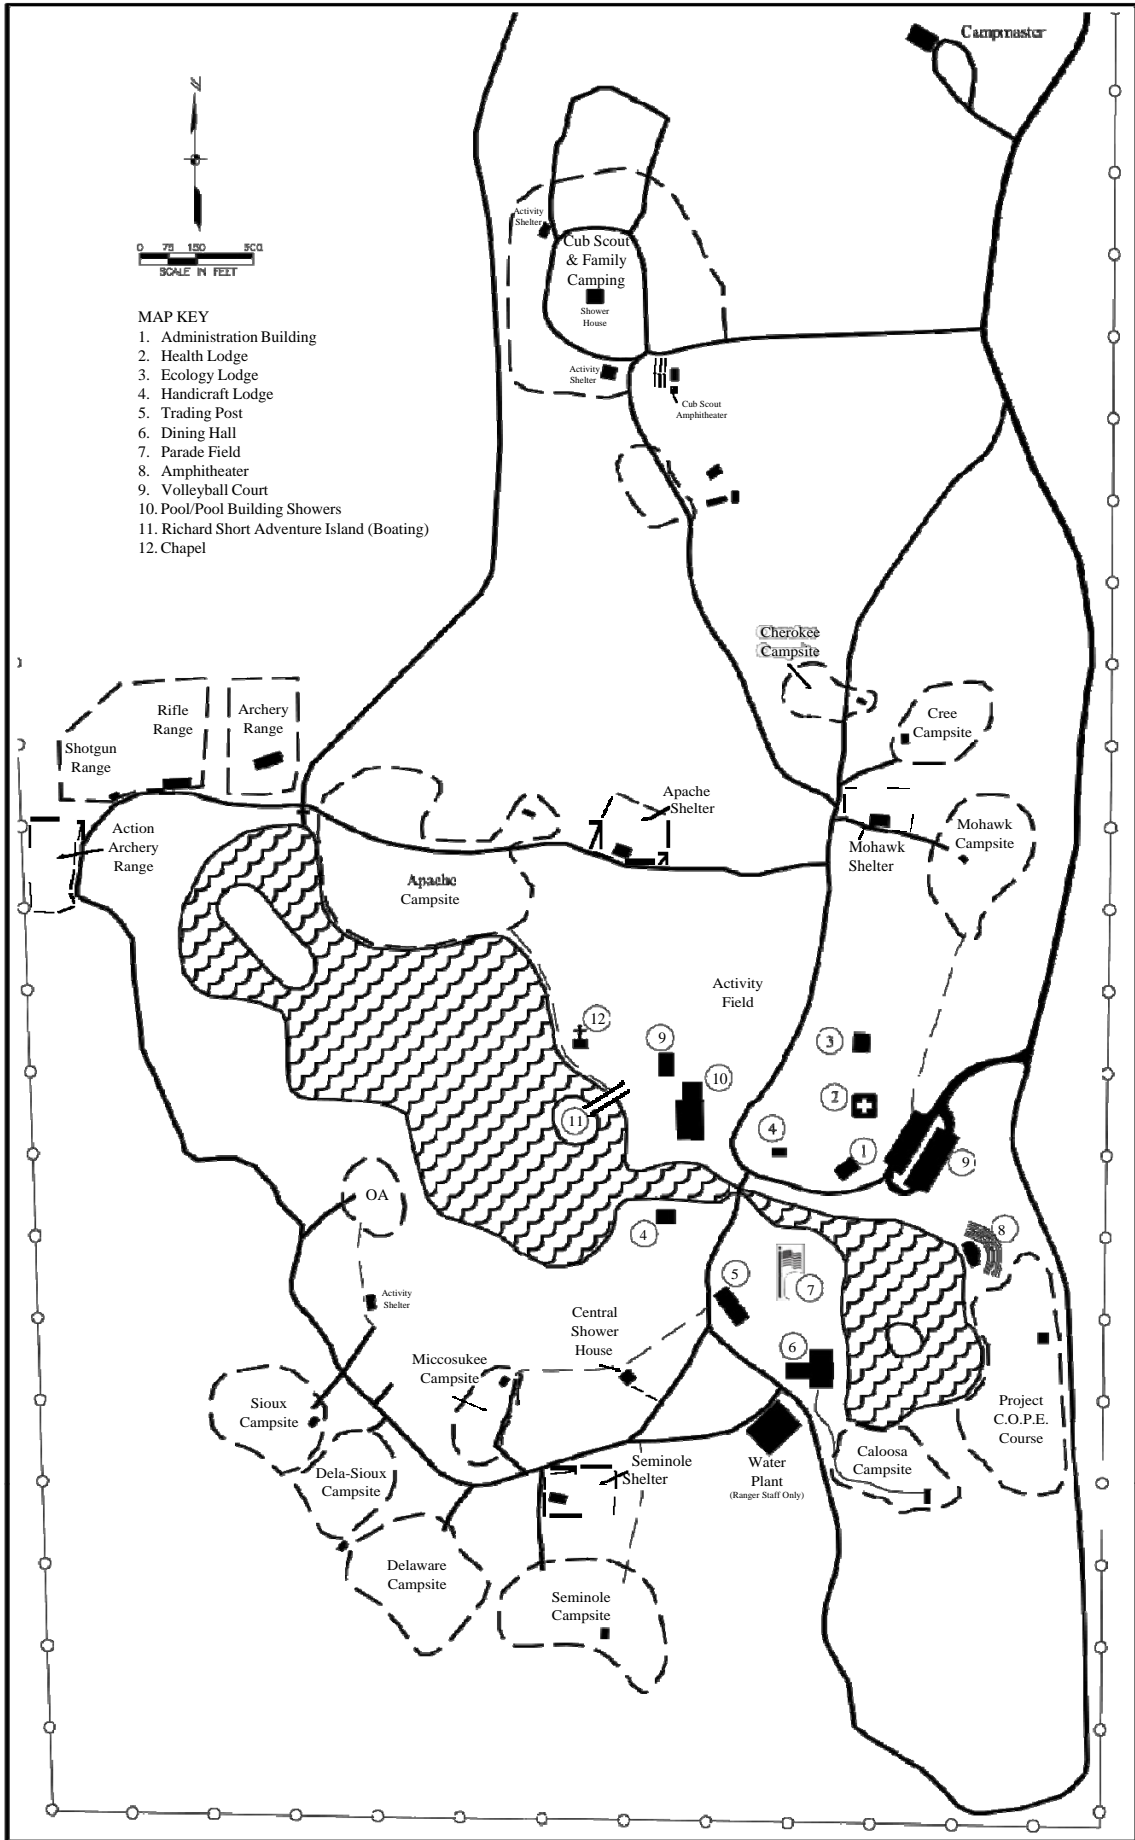 Campmaster
N
0 75 150 300
SCALE IN FEET
Activity
Shelter
Cub Scout
& Family
Camping
Shower
House
Activity
Shelter
Cub Scout
Amphitheater
MAP KEY
1. Administration Building
2. Health Lodge
3. Ecology Lodge
4. Handicraft Lodge
5. Trading Post
6. Dining Hall
7. Parade Field
8. Amphitheater
9. Volleyball Court
10. Pool/Pool Building Showers
11. Richard Short Adventure Island (Boating)
12. Chapel
Cherokee
Campsite
Rifle
Range
Archery
Range
Shotgun
Range
Cree
Campsite
Apache
Shelter
Action
Archery
Range
Mohawk
Shelter
Mohawk
Campsite
Apache
Campsite
Activity
Field
12
9
3
10
2
11
4
1
9
OA
4
8
5
7
Activity
Shelter
Central
Shower
House
6
Miccosukee
Campsite
Sioux
Campsite
Project
C.O.P.E.
Course
Dela-Sioux
Campsite
Seminole
Shelter
Water
Plant
(Ranger Staff Only)
Caloosa
Campsite
Delaware
Campsite
Seminole
Campsite